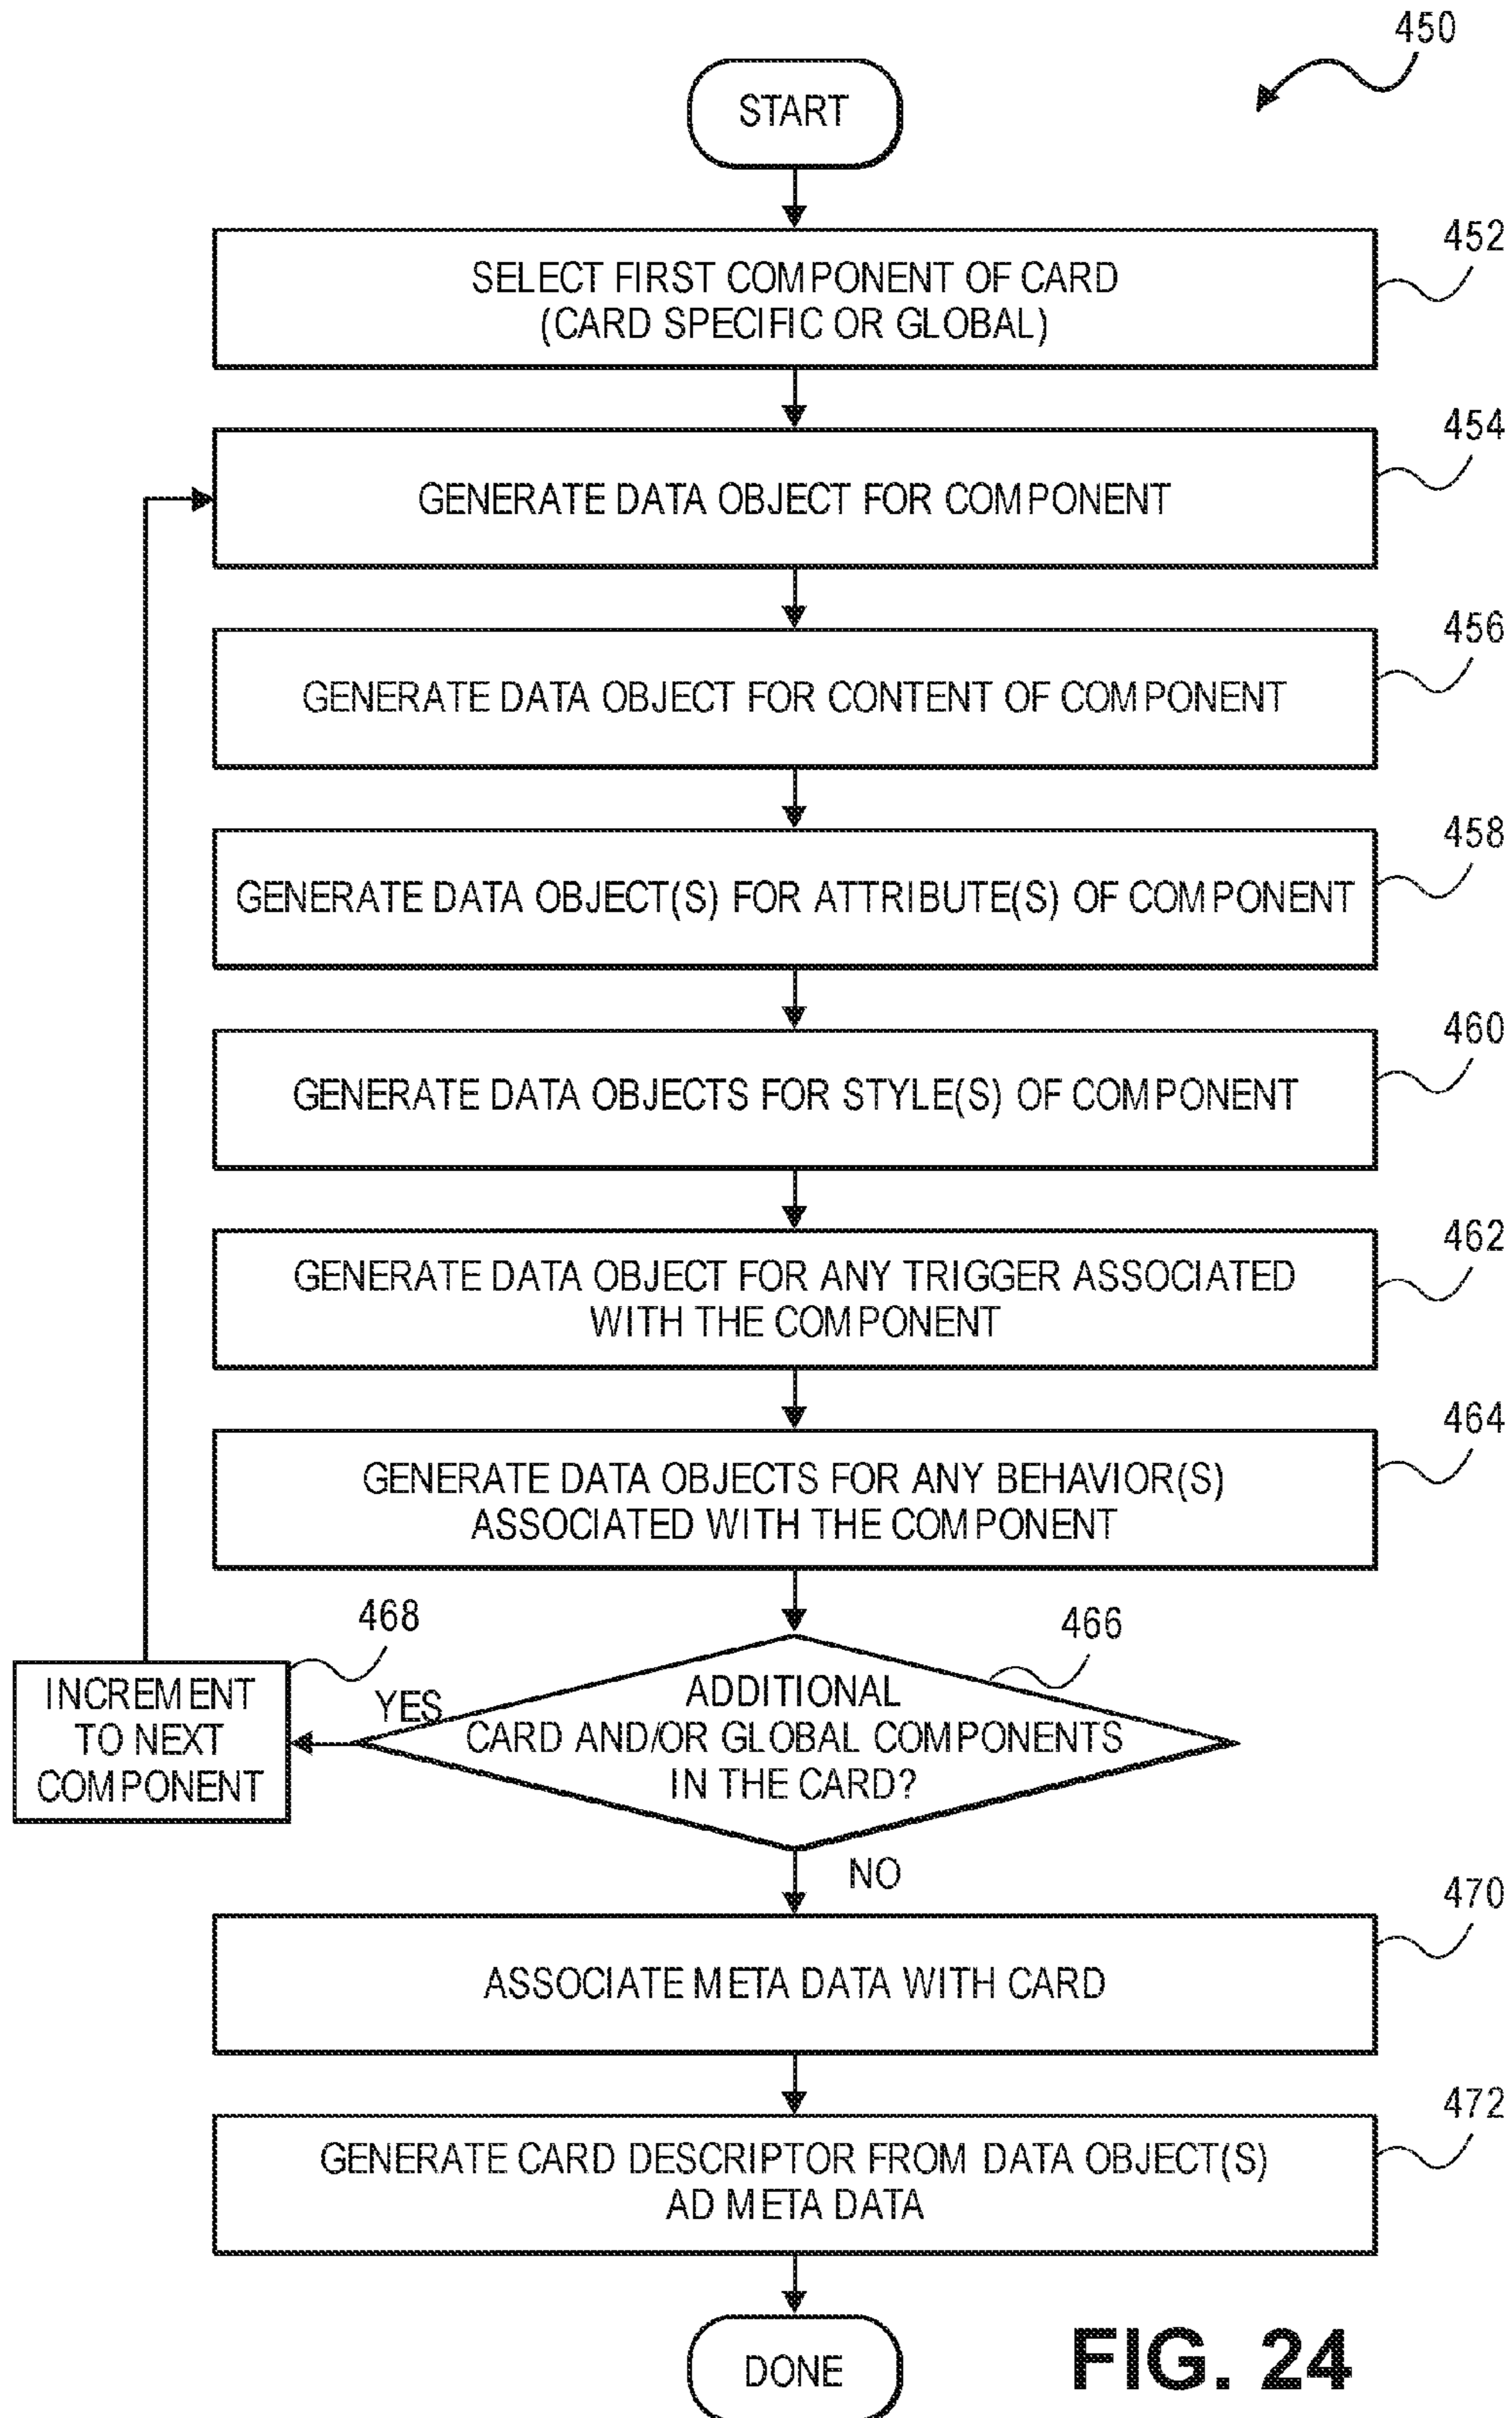 450
START
452
SELECT FIRST COMPONENT OF CARD
(CARD SPECIFIC OR GLOBAL)
454
GENERATE DATA OBJECT FOR COMPONENT
456
GENERATE DATA OBJECT FOR CONTENT OF COMPONENT
458
GENERATE DATA OBJECT(S) FOR ATTRIBUTE(S) OF COMPONENT
460
GENERATE DATA OBJECTS FOR STYLE(S) OF COMPONENT
462
GENERATE DATA OBJECT FOR ANY TRIGGER ASSOCIATED
WITH THE COMPONENT
464
GENERATE DATA OBJECTS FOR ANY BEHAVIOR(S)
ASSOCIATED WITH THE COMPONENT
468
466
INCREMENT
TO NEXT
COMPONENT
YES
ADDITIONAL
CARD AND/OR GLOBAL COMPONENTS
IN THE CARD?
NO
470
ASSOCIATE META DATA WITH CARD
472
GENERATE CARD DESCRIPTOR FROM DATA OBJECT(S)
AD META DATA
DONE
FIG. 24